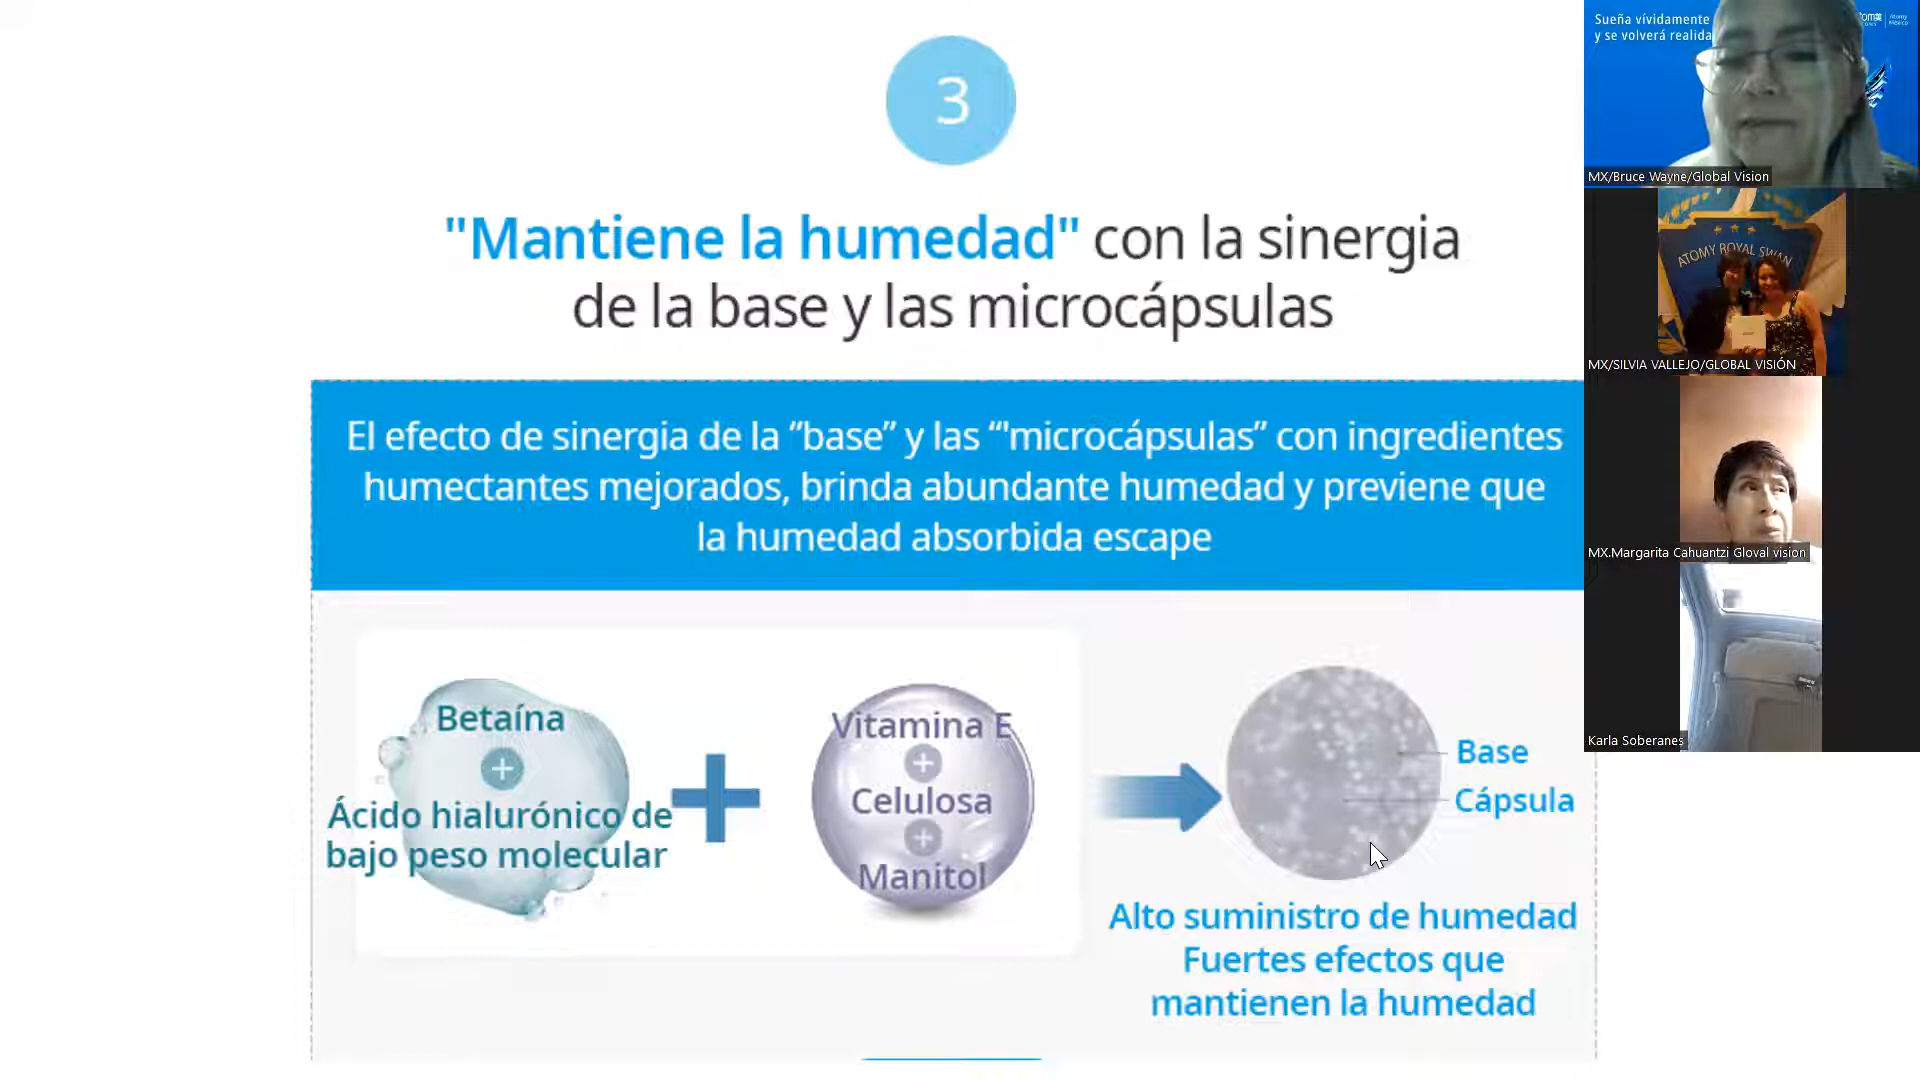 3
"Mantiene la humedad" con la sinergia
de la base y las microcápsulas
El efecto de sinergia de la “base” y las “'microcápsulas” con ingredientes
humectantes mejorados, brinda abundante humedad y previene que
la humedad absorbida escape
Betaína
+
Ácido hialurónico de
bajo peso molecular
Vitamina E
+
Celulosa
+
Manitol
Base
Cápsula
Alto suministro de humedad
Fuertes efectos que
mantienen la humedad
Sueña vívidamente
y se volverá realida
Atomy
México
MX/Bruce Wayne/Global Vision
ATOMY ROYAL SWAN
MX/SILVIA VALLEJO/GLOBAL VISIÓN
MX.Margarita Cahuantzi Gloval vision
Karla Soberanes